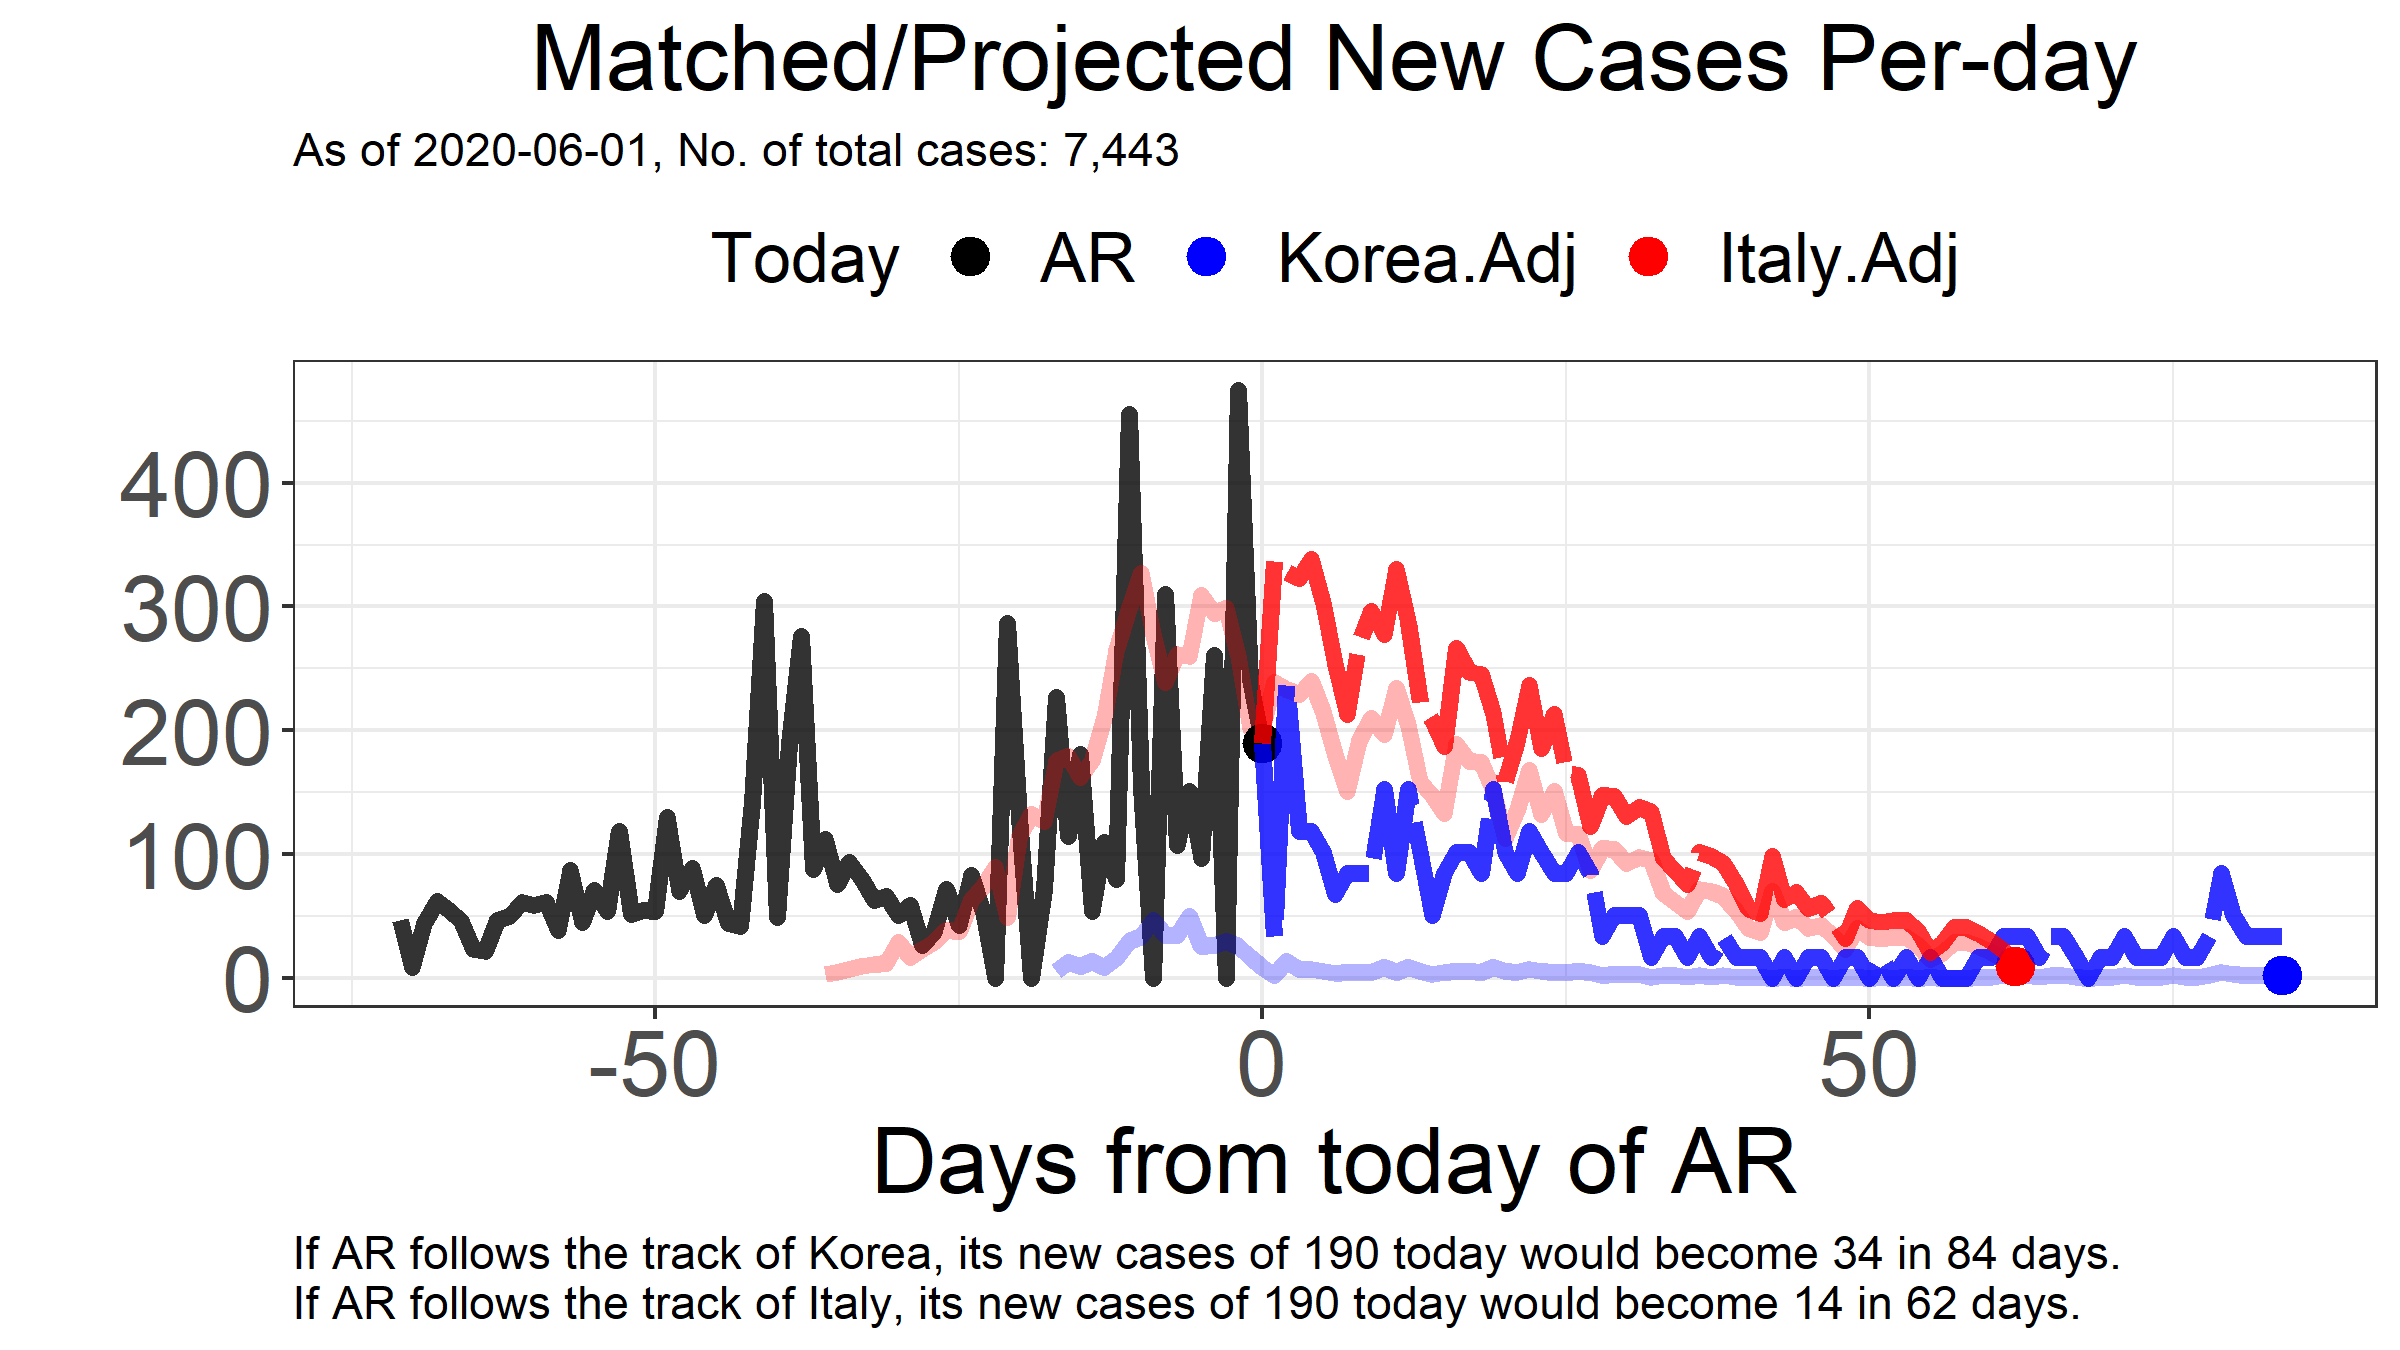 Matched/Projected New Cases Per-day
As of 2020-06-01, No. of total cases: 7,443
Today AR Korea.Adj Italy.Adj
400
300
200
100
0
-50 0 50
Days from today of AR
If AR follows the track of Korea, its new cases of 190 today would become 34 in 84 days.
If AR follows the track of Italy, its new cases of 190 today would become 14 in 62 days.